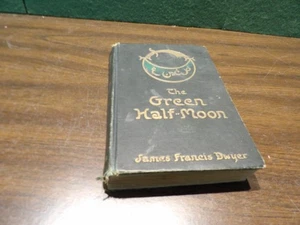 The
Green
Half-Moon
James Francis Dwyer